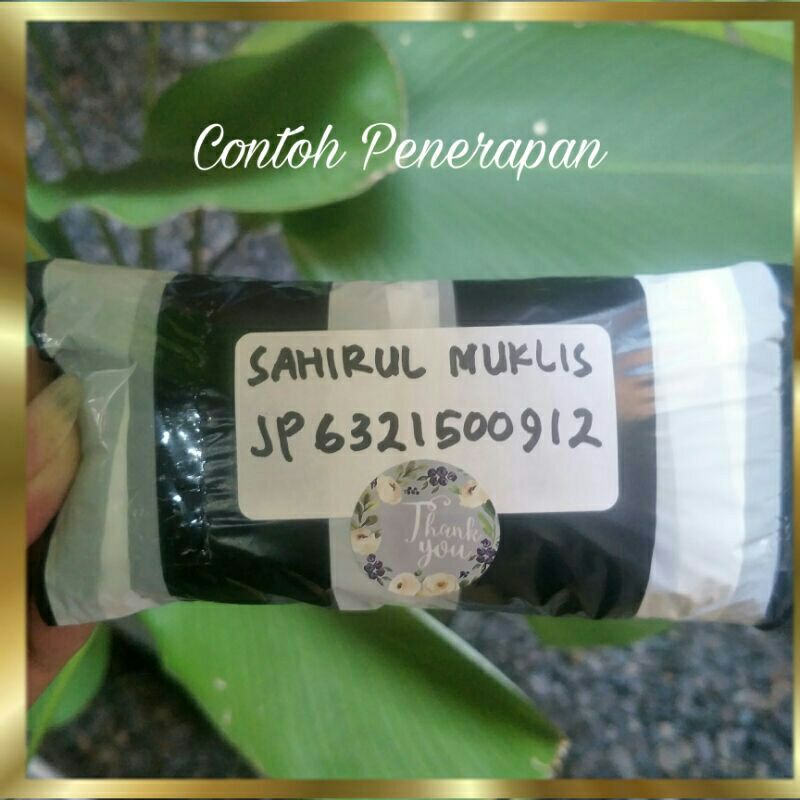 Contoh Penerapan
SAHIRUL MUKLIS
JP6321500912
Thank
you